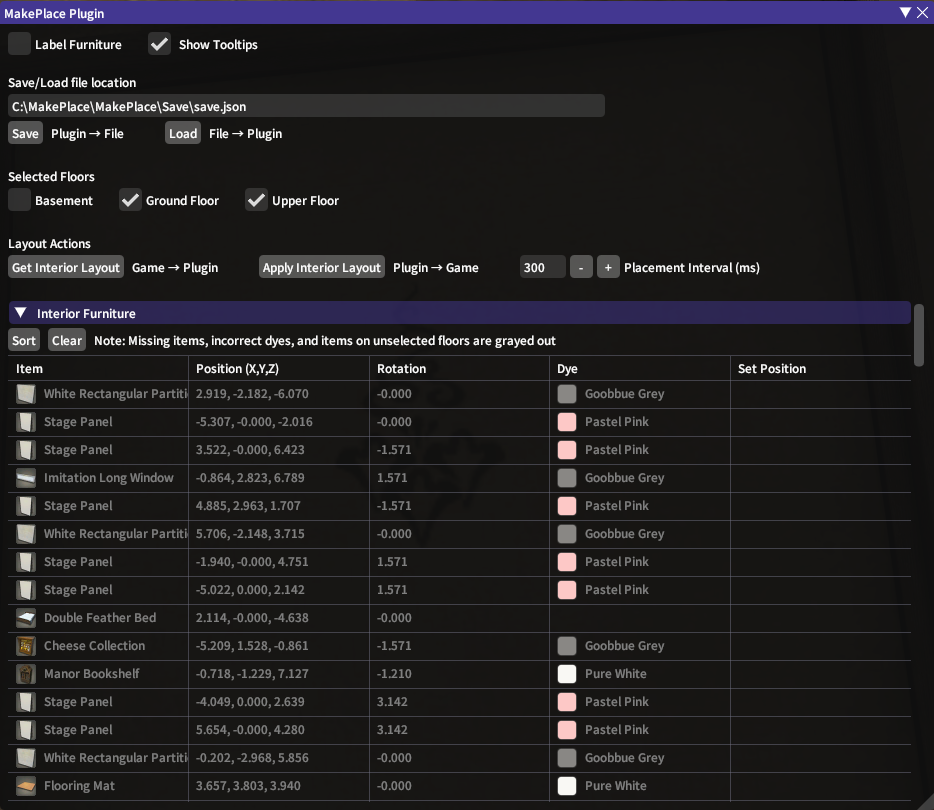 MakePlace Plugin
Label Furniture Show Tooltips
Save/Load file location
C:\MakePlace\MakePlace\Save\save.json
Save Plugin → File Load File → Plugin
Selected Floors
Basement Ground Floor Upper Floor
Layout Actions
Get Interior Layout Game → Plugin Apply Interior Layout Plugin → Game 300 - + Placement Interval (ms)
Interior Furniture
Sort Clear Note: Missing items, incorrect dyes, and items on unselected floors are grayed out
Item Position (X,Y,Z) Rotation Dye Set Position
White Rectangular Partiti 2.919, -2.182, -6.070 -0.000 Goobbue Grey
Stage Panel -5.307, -0.000, -2.016 -0.000 Pastel Pink
Stage Panel 3.522, -0.000, 6.423 -1.571 Pastel Pink
Imitation Long Window -0.864, 2.823, 6.789 1.571 Goobbue Grey
Stage Panel 4.885, 2.963, 1.707 -1.571 Pastel Pink
White Rectangular Partiti 5.706, -2.148, 3.715 -0.000 Goobbue Grey
Stage Panel -1.940, -0.000, 4.751 1.571 Pastel Pink
Stage Panel -5.022, 0.000, 2.142 1.571 Pastel Pink
Double Feather Bed 2.114, -0.000, -4.638 -0.000
Cheese Collection -5.209, 1.528, -0.861 -1.571 Goobbue Grey
Manor Bookshelf -0.718, -1.229, 7.127 -1.210 Pure White
Stage Panel -4.049, 0.000, 2.639 3.142 Pastel Pink
Stage Panel 5.654, -0.000, 4.280 3.142 Pastel Pink
White Rectangular Partiti -0.202, -2.968, 5.856 -0.000 Goobbue Grey
Flooring Mat 3.657, 3.803, 3.940 -0.000 Pure White